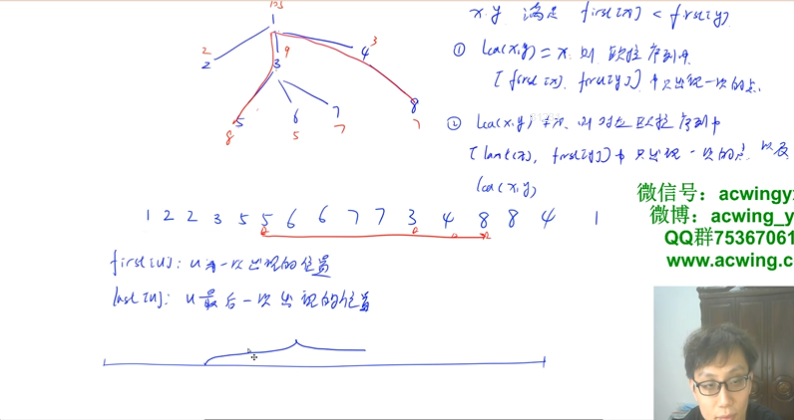 x,y 满足 first[x] < first[y]
① lca(x,y) = x, 则 欧拉序列中
[first[x], first[y]] 中只出现一次的点.
② lca(x,y) 则对应欧拉序列中
[last[x], first[y]] 中只出现一次的点 以及
lca(x,y)
1
2
2
9
3
4
3
8
7
5
8
6
5
7
7
1 2 2 3 5 5 6 6 7 7 3 4 8 8 4 1
first[u]: u 第一次出现的位置
last[u]: u 最后一次出现的位置
微信号: acwingy
微博: acwing_y
QQ群75367061
www.acwing.co